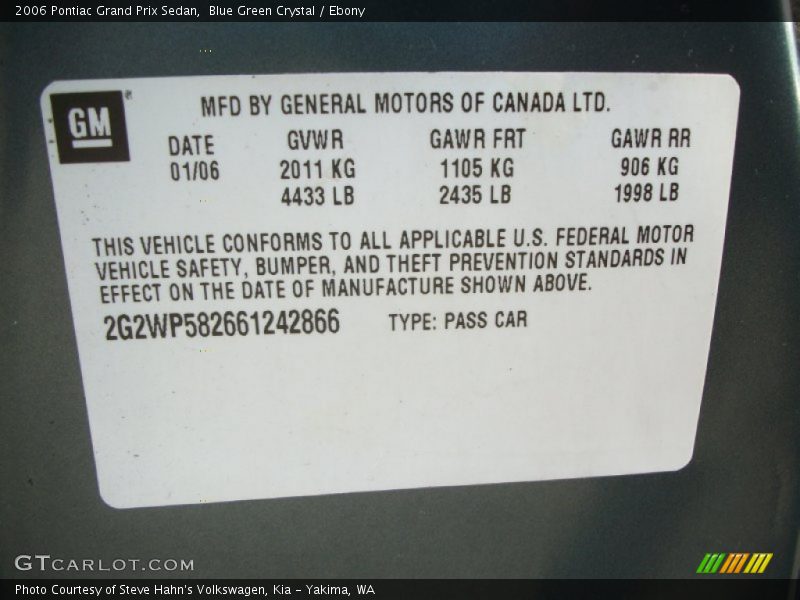 2006 Pontiac Grand Prix Sedan,  Blue Green Crystal / Ebony
GM
MFD BY GENERAL MOTORS OF CANADA LTD.
DATE GVWR GAWR FRT GAWR RR
01/06 2011 KG 1105 KG 906 KG
4433 LB 2435 LB 1998 LB
THIS VEHICLE CONFORMS TO ALL APPLICABLE U.S. FEDERAL MOTOR
VEHICLE SAFETY, BUMPER, AND THEFT PREVENTION STANDARDS IN
EFFECT ON THE DATE OF MANUFACTURE SHOWN ABOVE.
2G2WP582661242866 TYPE: PASS CAR
GTCARLOT.COM
Photo Courtesy of Steve Hahn's Volkswagen, Kia – Yakima, WA